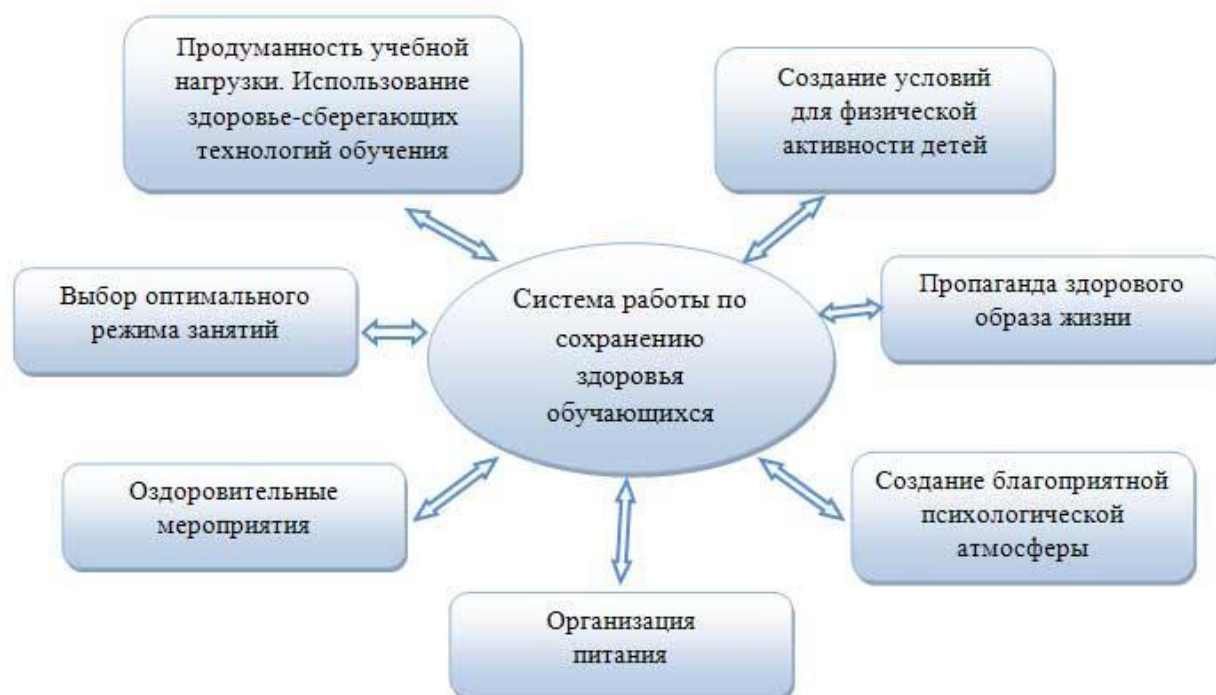 Продуманность учебной
нагрузки. Использование
здоровье-сберегающих
технологий обучения
Создание условий
для физической
активности детей
Выбор оптимального
режима занятий
Система работы по
сохранению
здоровья
обучающихся
Пропаганда здорового
образа жизни
Оздоровительные
мероприятия
Создание благоприятной
психологической
атмосферы
Организация
питания